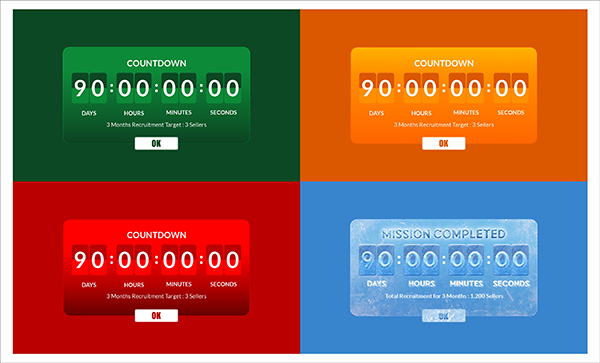 COUNTDOWN
90:00:00:00
DAYS HOURS MINUTES SECONDS
3 Months Recruitment Target : 3 Sellers
OK
COUNTDOWN
90:00:00:00
DAYS HOURS MINUTES SECONDS
3 Months Recruitment Target : 3 Sellers
OK
COUNTDOWN
90:00:00:00
DAYS HOURS MINUTES SECONDS
3 Months Recruitment Target : 3 Sellers
OK
MISSION COMPLETED
90:00:00:00
DAYS HOURS MINUTES SECONDS
Total Recruitment for 3 Months : 1,200 Sellers
OK